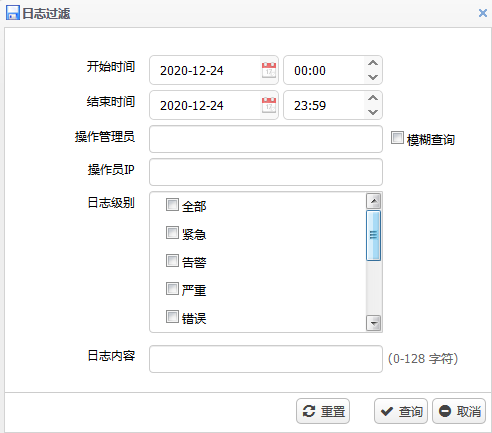 日志过滤
开始时间 2020-12-24 00:00
结束时间 2020-12-24 23:59
操作管理员 模糊查询
操作员IP
日志级别 全部
紧急
告警
严重
错误
日志内容 (0-128 字符)
重置 查询 取消